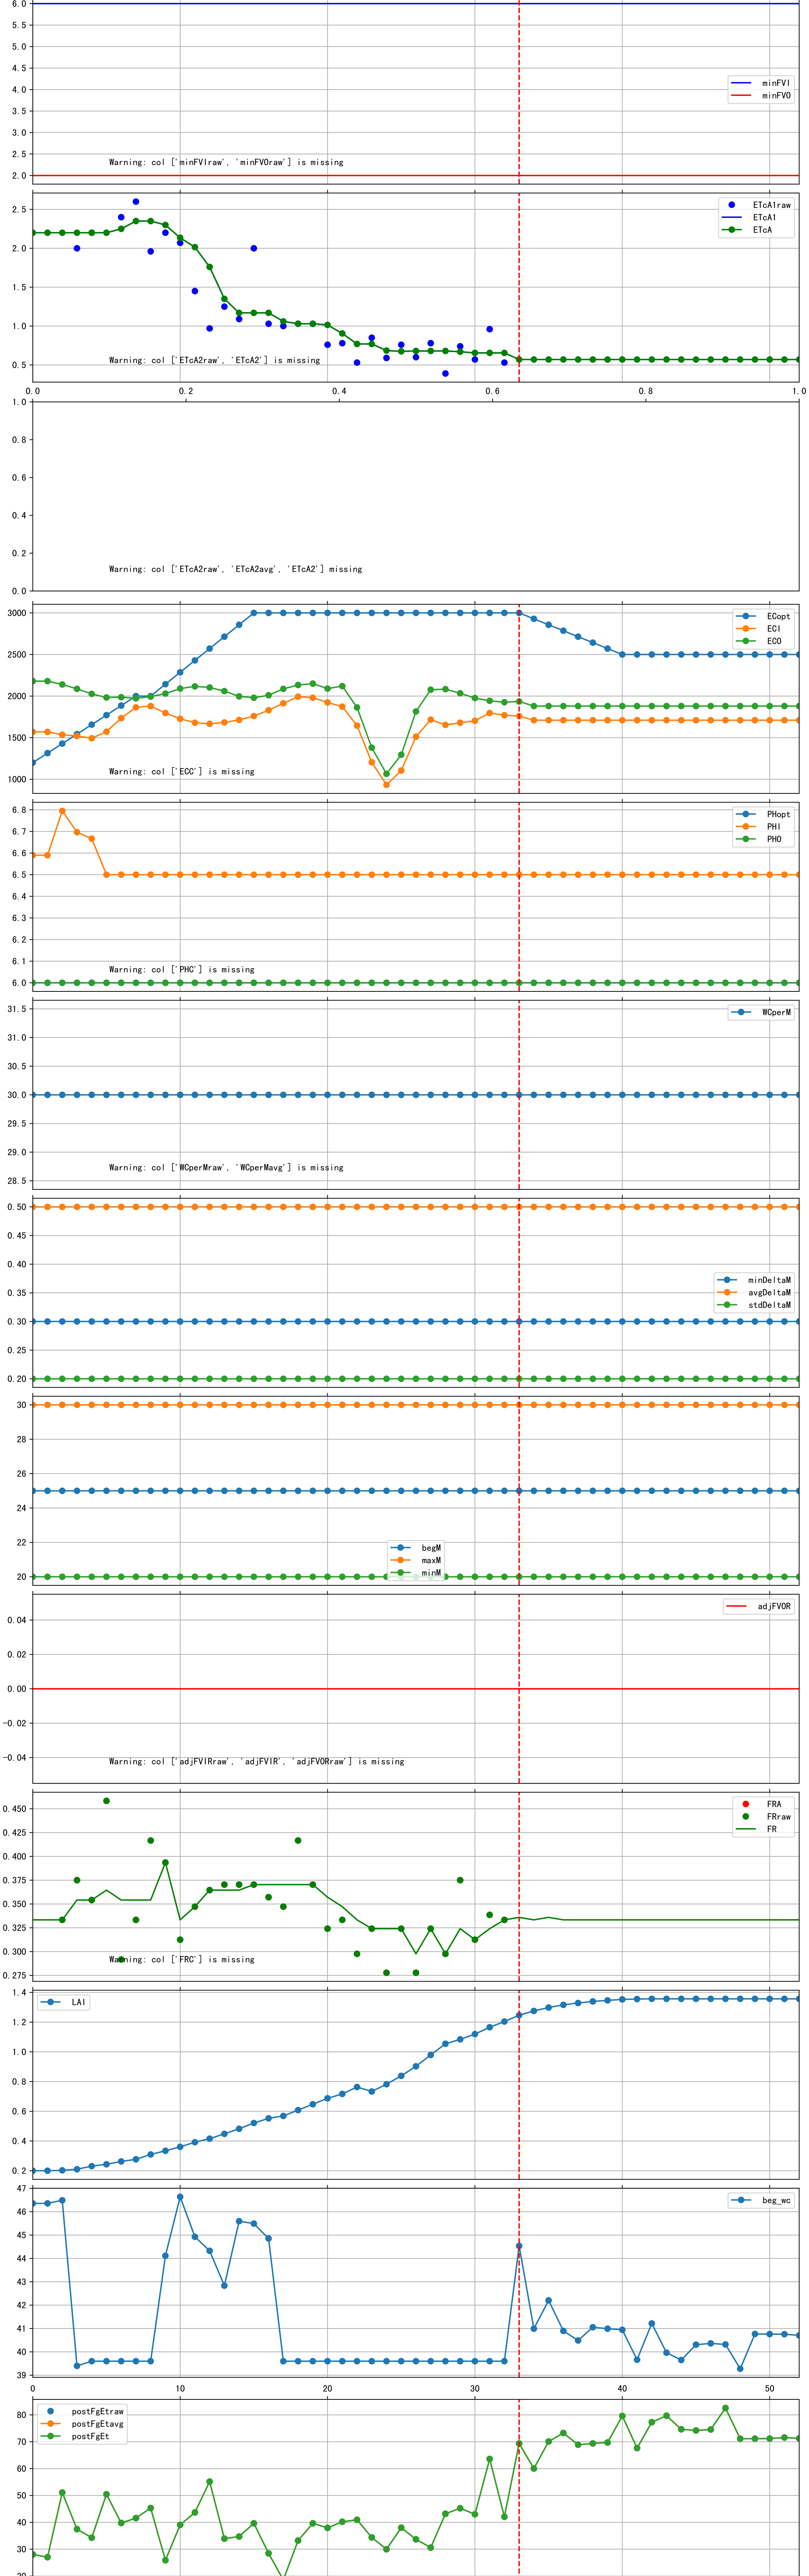 6.0
5.5
5.0
4.5
4.0
3.5
3.0
2.5
2.0
minFVI
minFVO
Warning: col ['minFVIraw', 'minFVOraw'] is missing
2.5
2.0
1.5
1.0
0.5
ETcA1raw
ETcA1
ETcA
Warning: col ['ETcA2raw', 'ETcA2'] is missing
0.0 0.2 0.4 0.6 0.8 1.0
1.0
0.8
0.6
0.4
0.2
0.0
Warning: col ['ETcA2raw', 'ETcA2avg', 'ETcA2'] missing
3000
2500
2000
1500
1000
ECopt
ECI
ECO
Warning: col ['ECC'] is missing
6.8
6.7
6.6
6.5
6.4
6.3
6.2
6.1
6.0
PHopt
PHI
PHO
Warning: col ['PHC'] is missing
31.5
31.0
30.5
30.0
29.5
29.0
28.5
WCperM
Warning: col ['WCperMraw', 'WCperMavg'] is missing
0.50
0.45
0.40
0.35
0.30
0.25
0.20
minDeltaM
avgDeltaM
stdDeltaM
30
28
26
24
22
20
begM
maxM
minM
0.04
0.02
0.00
−0.02
−0.04
adjFVOR
Warning: col ['adjFVIRraw', 'adjFVIR', 'adjFVORraw'] is missing
0.450
0.425
0.400
0.375
0.350
0.325
0.300
0.275
FRA
FRraw
FR
Warning: col ['FRC'] is missing
1.4
1.2
1.0
0.8
0.6
0.4
0.2
LAI
47
46
45
44
43
42
41
40
39
beg_wc
0 10 20 30 40 50
80
70
60
50
40
30
20
postFgEtraw
postFgEtavg
postFgEt